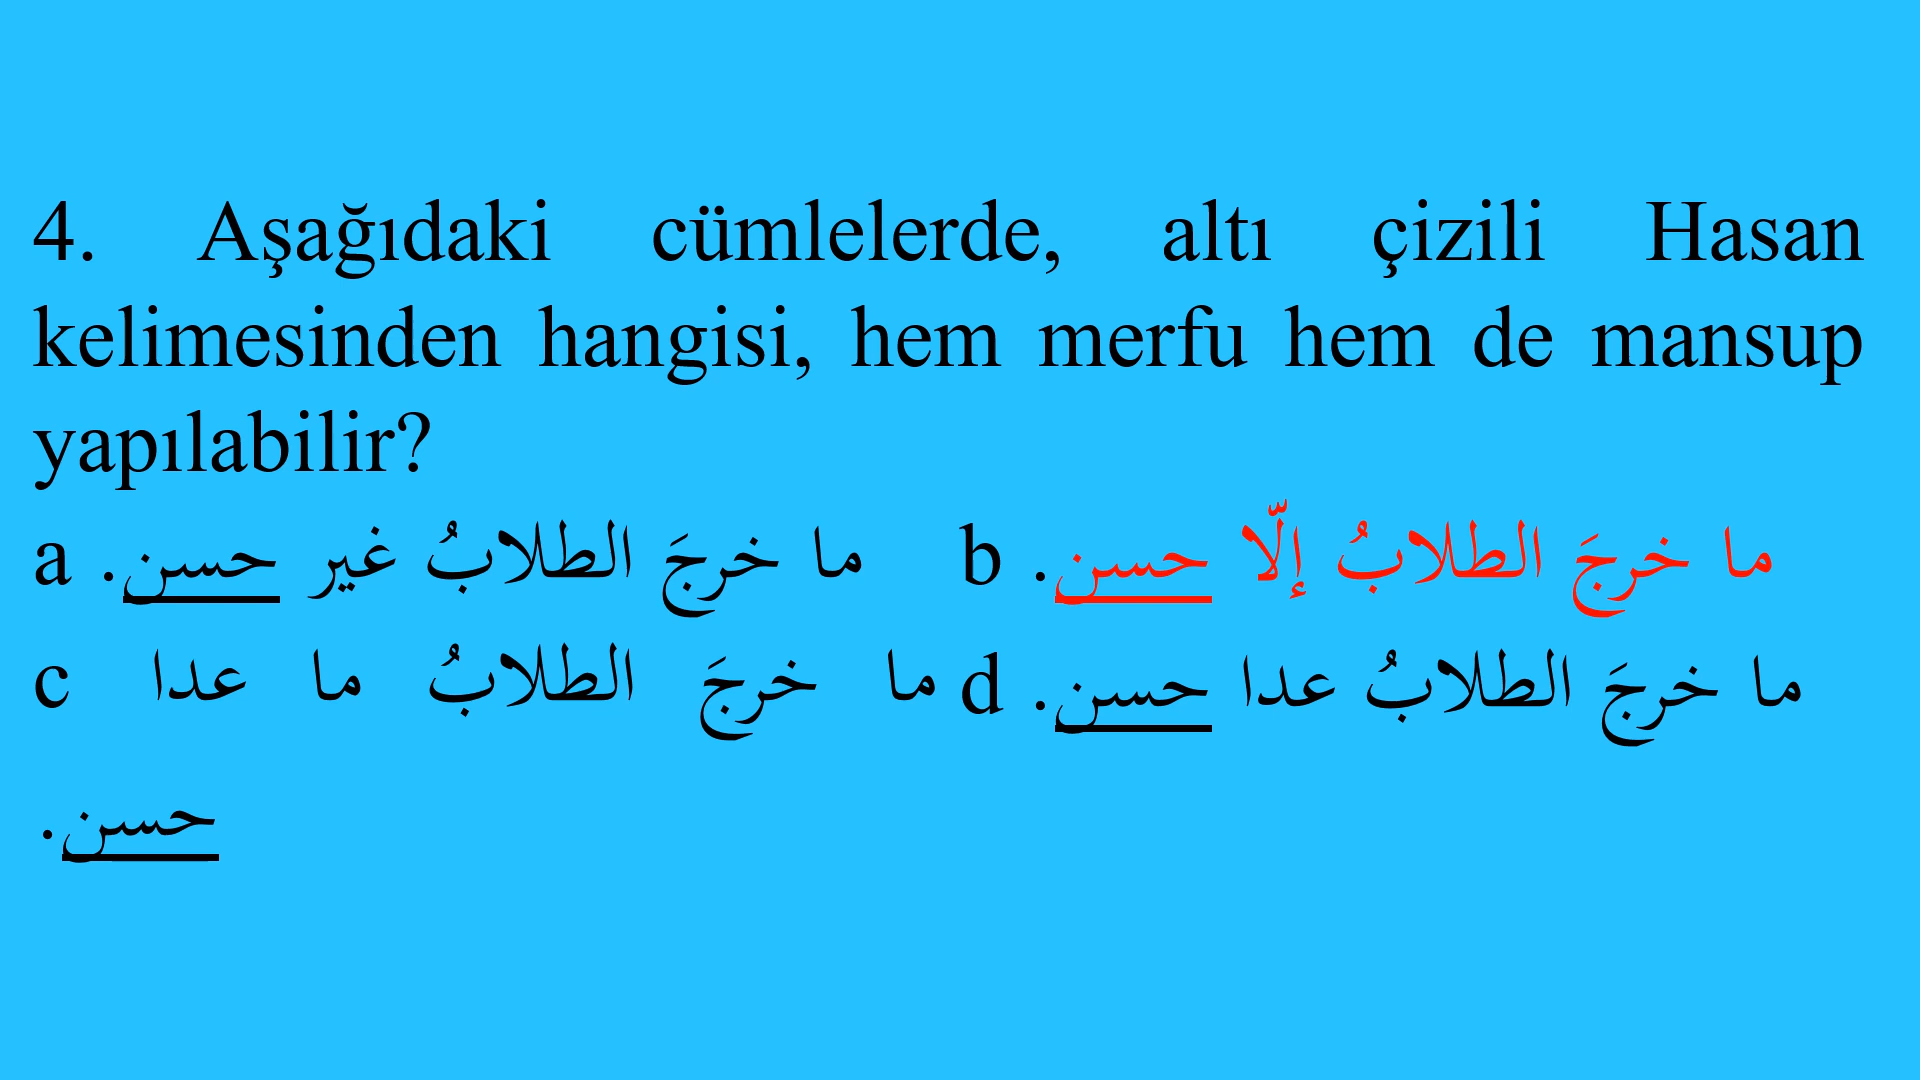 4. Aşağıdaki cümlelerde, altı çizili Hasan
kelimesinden hangisi, hem merfu hem de mansup
yapılabilir?
a ما خرجَ الطلابُ غير حسن.
b ما خرجَ الطلابُ إلّا حسن.
c ما خرجَ الطلابُ ما عدا
حسن.
d ما خرجَ الطلابُ عدا حسن.